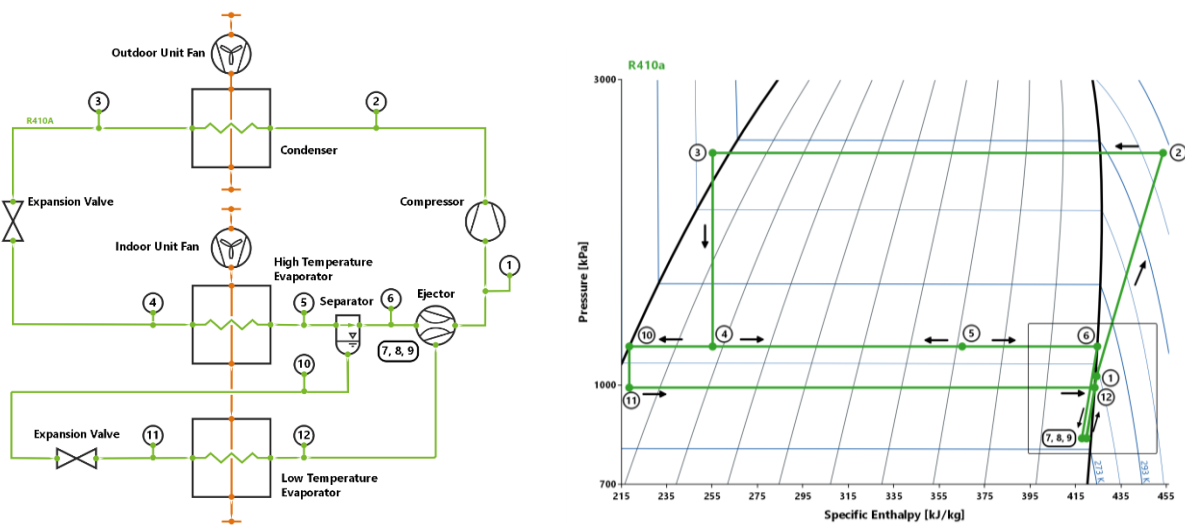 Outdoor Unit Fan
3
2
R410A
Condenser
Expansion Valve
Compressor
Indoor Unit Fan
High Temperature
Evaporator
1
Separator
Ejector
4
5
6
7, 8, 9
10
Expansion Valve
11
12
Low Temperature
Evaporator
R410a
3000
3
2
Pressure [kPa]
10
4
5
6
1000
1
11
12
7, 8, 9
273 K
293 K
700
215 235 255 275 295 315 335 355 375 395 415 435 455
Specific Enthalpy [kJ/kg]